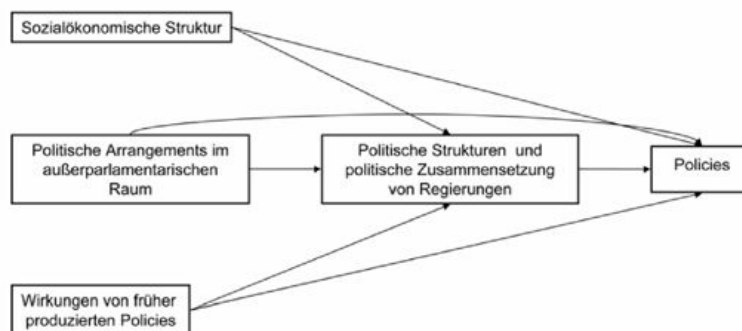 Sozialökonomische Struktur
Politische Arrangements im
außerparlamentarischen
Raum
Politische Strukturen und
politische Zusammensetzung
von Regierungen
Policies
Wirkungen von früher
produzierten Policies